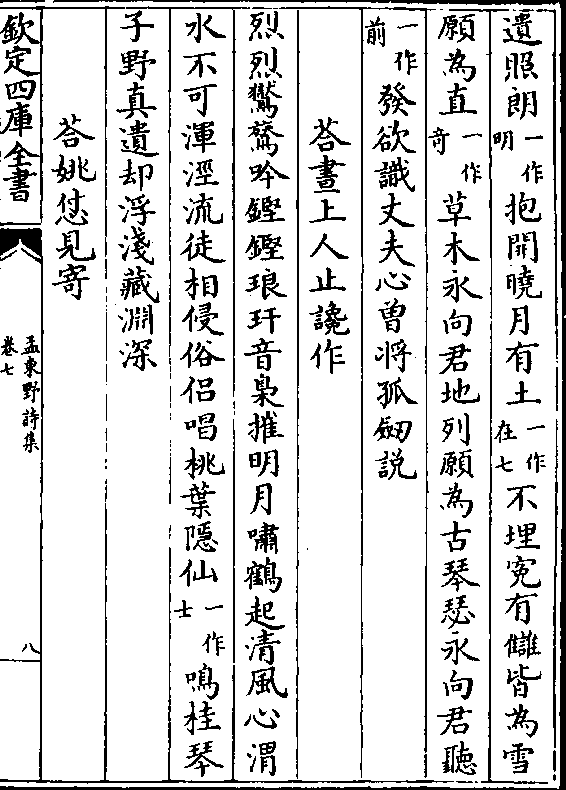 遺照朗一作明抱開曉月有土一作在七不埋寃有讎皆為雪
願為直一作奇草木永向君地列願為古琴瑟永向君聽
一作前發欲識丈夫心曾將孤劒説
荅晝上人止讒作
烈烈鸑鷟吟鏗鏗琅玕音梟摧明月嘯鶴起清風心渭
水不可渾涇流徒相侵俗侣唱桃葉隱仙一作士鳴桂琴
子野真遺却浮淺藏淵深
荅姚怤見寄
欽定四庫全書
孟東野詩集
卷七
八